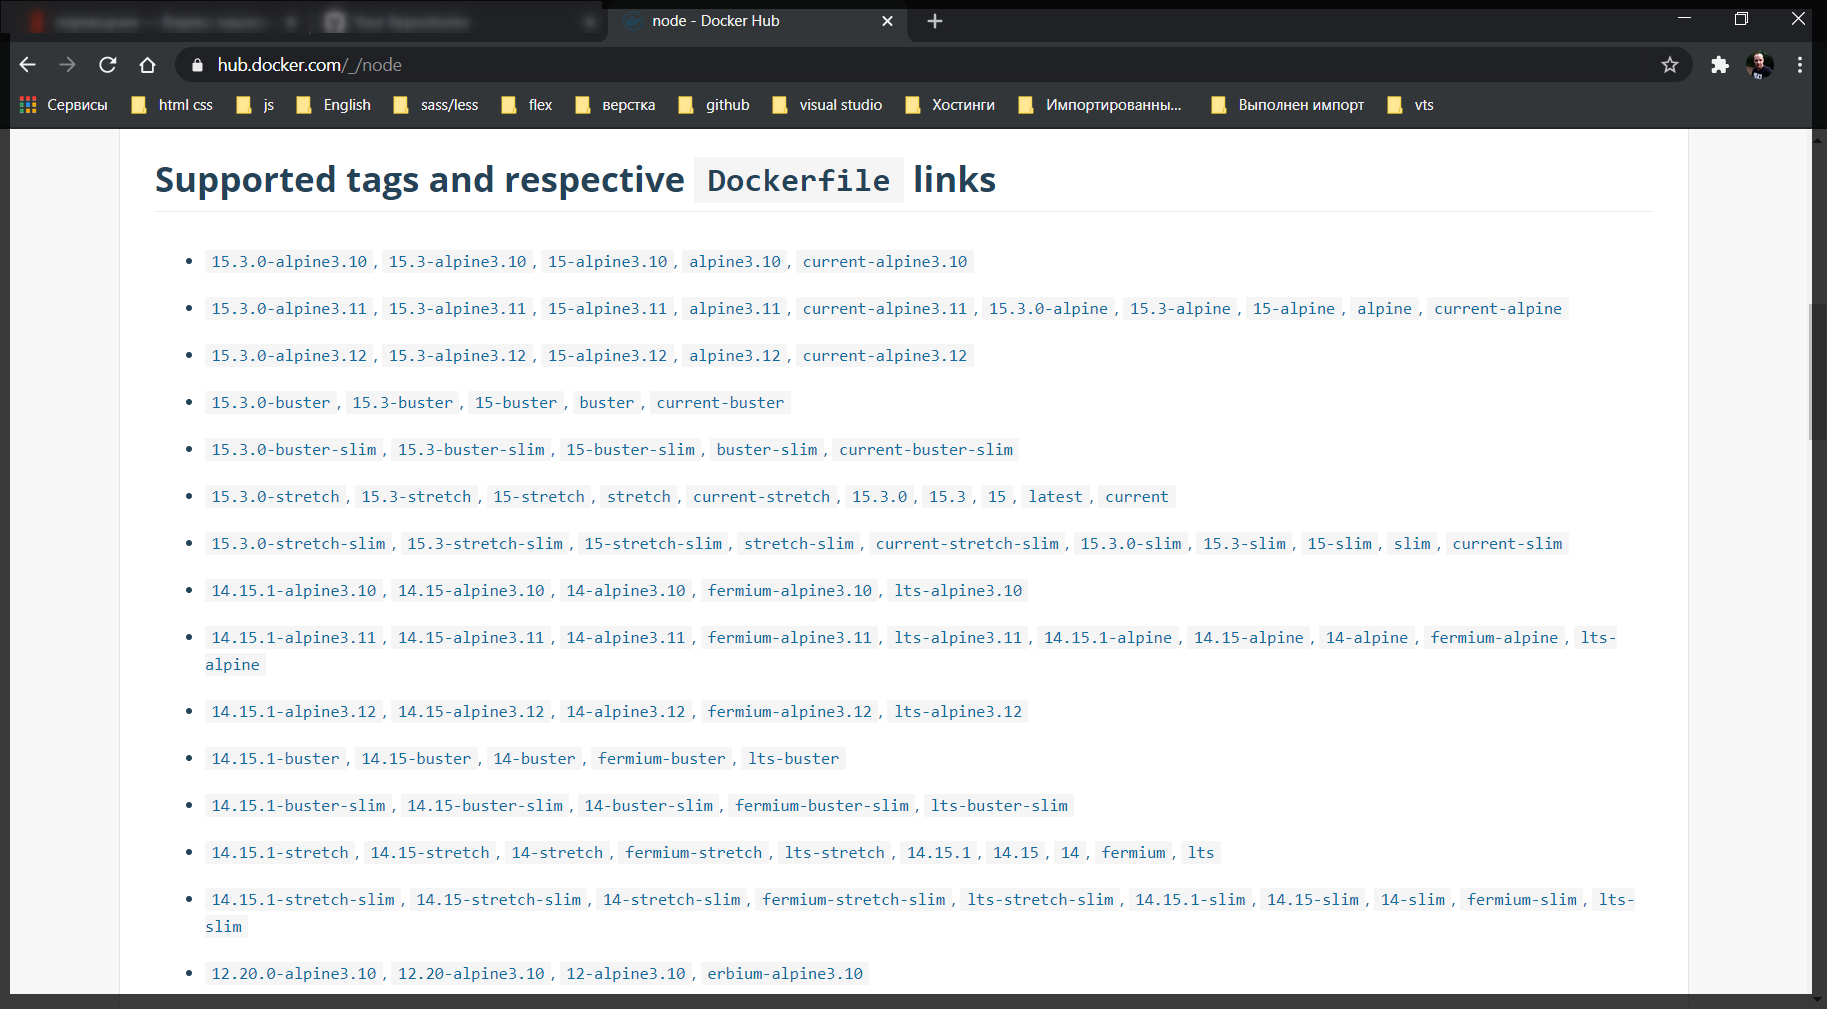 node - Docker Hub
hub.docker.com/_/node
Сервисы html css js English sass/less flex верстка github visual studio Хостинги Импортированны... Выполнен импорт vts
Supported tags and respective Dockerfile links
15.3.0-alpine3.10, 15.3-alpine3.10, 15-alpine3.10, alpine3.10, current-alpine3.10
15.3.0-alpine3.11, 15.3-alpine3.11, 15-alpine3.11, alpine3.11, current-alpine3.11, 15.3.0-alpine, 15.3-alpine, 15-alpine, alpine, current-alpine
15.3.0-alpine3.12, 15.3-alpine3.12, 15-alpine3.12, alpine3.12, current-alpine3.12
15.3.0-buster, 15.3-buster, 15-buster, buster, current-buster
15.3.0-buster-slim, 15.3-buster-slim, 15-buster-slim, buster-slim, current-buster-slim
15.3.0-stretch, 15.3-stretch, 15-stretch, stretch, current-stretch, 15.3.0, 15.3, 15, latest, current
15.3.0-stretch-slim, 15.3-stretch-slim, 15-stretch-slim, stretch-slim, current-stretch-slim, 15.3.0-slim, 15.3-slim, 15-slim, slim, current-slim
14.15.1-alpine3.10, 14.15-alpine3.10, 14-alpine3.10, fermium-alpine3.10, lts-alpine3.10
14.15.1-alpine3.11, 14.15-alpine3.11, 14-alpine3.11, fermium-alpine3.11, lts-alpine3.11, 14.15.1-alpine, 14.15-alpine, 14-alpine, fermium-alpine, lts-
alpine
14.15.1-alpine3.12, 14.15-alpine3.12, 14-alpine3.12, fermium-alpine3.12, lts-alpine3.12
14.15.1-buster, 14.15-buster, 14-buster, fermium-buster, lts-buster
14.15.1-buster-slim, 14.15-buster-slim, 14-buster-slim, fermium-buster-slim, lts-buster-slim
14.15.1-stretch, 14.15-stretch, 14-stretch, fermium-stretch, lts-stretch, 14.15.1, 14.15, 14, fermium, lts
14.15.1-stretch-slim, 14.15-stretch-slim, 14-stretch-slim, fermium-stretch-slim, lts-stretch-slim, 14.15.1-slim, 14.15-slim, 14-slim, fermium-slim, lts-
slim
12.20.0-alpine3.10, 12.20-alpine3.10, 12-alpine3.10, erbium-alpine3.10